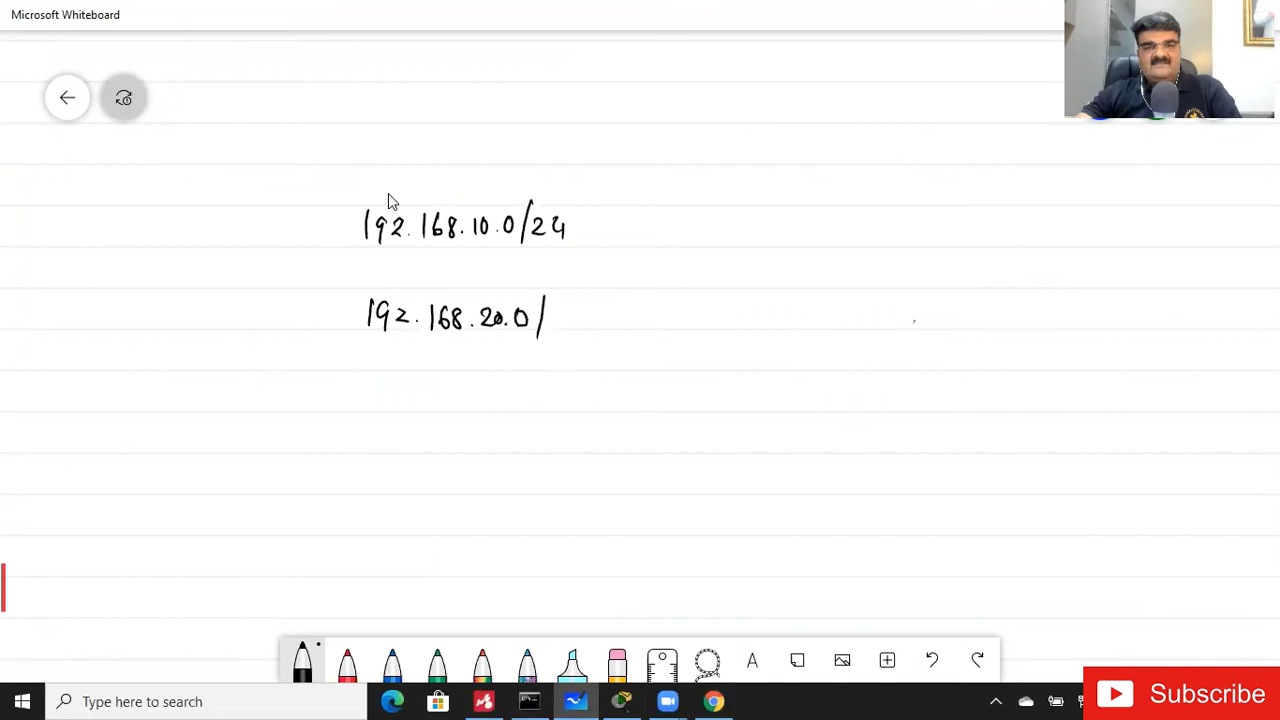 Microsoft Whiteboard
192.168.10.0/24
192.168.20.0/
A
Type here to search
Subscribe